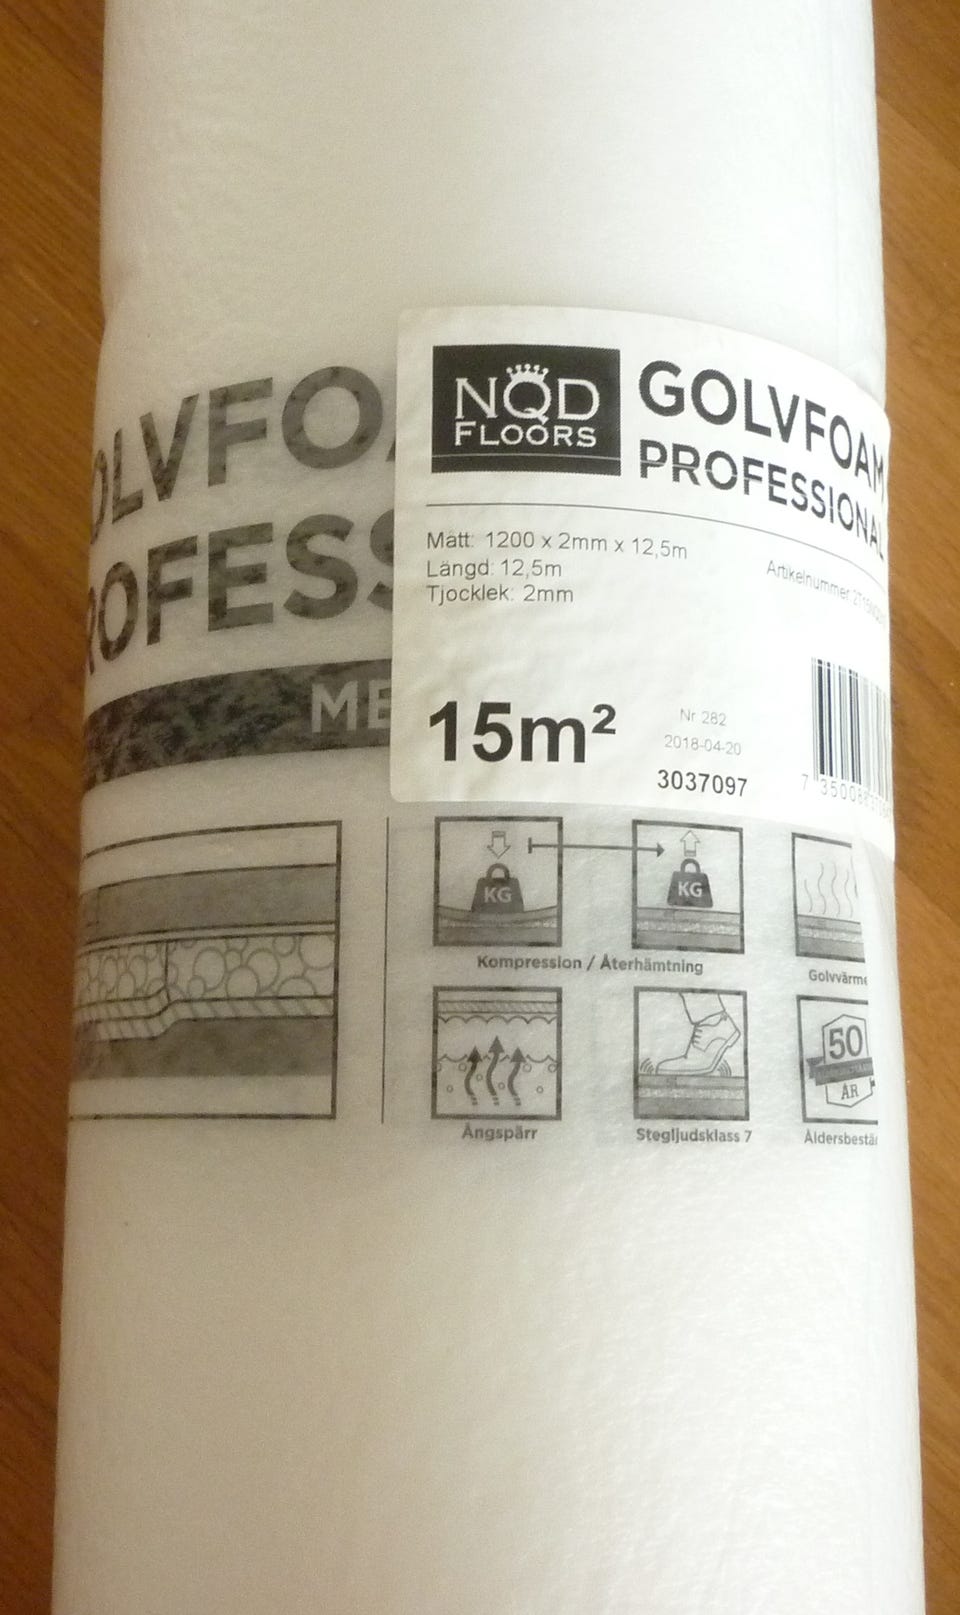 NQD
FLOORS
GOLVFOAM
PROFESSIONAL
Mått: 1200 x 2mm x 12,5m
Längd: 12,5m
Tjocklek: 2mm
Artikelnummer
15m²
Nr 282
2018-04-20
3037097
OLVFOA
ROFESS
ME
KG
KG
Kompression / Återhämtning
Golvvärme
Ångspärr
Stegljudsklass 7
50
ÅR
Åldersbestä